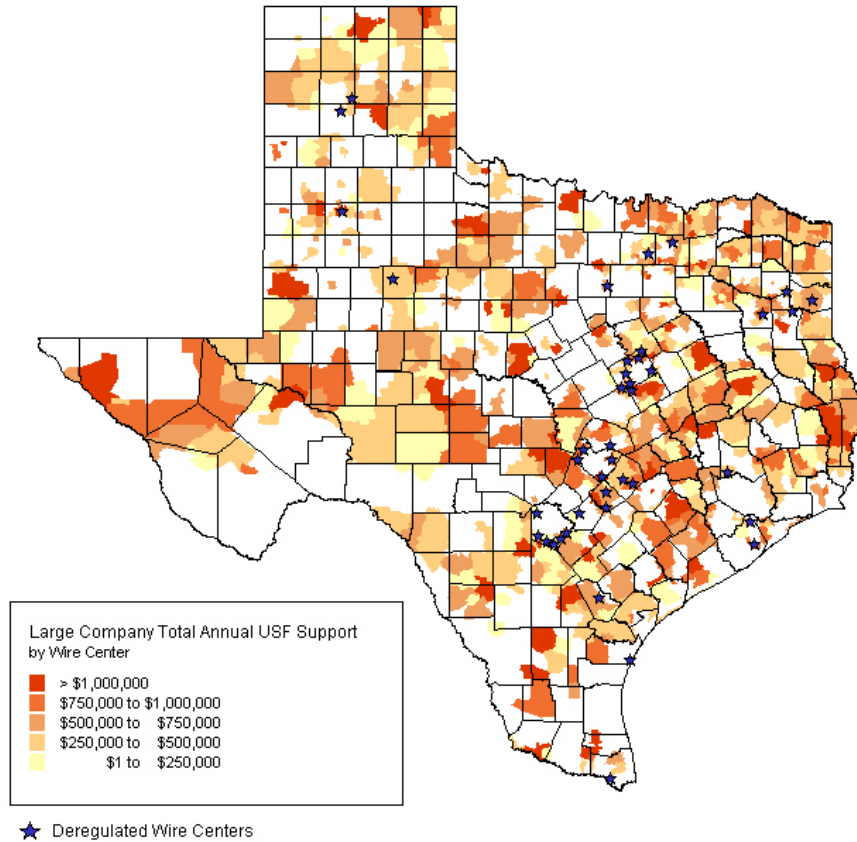 Large Company Total Annual USF Support
by Wire Center
> $1,000,000
$750,000 to $1,000,000
$500,000 to $750,000
$250,000 to $500,000
$1 to $250,000
Deregulated Wire Centers